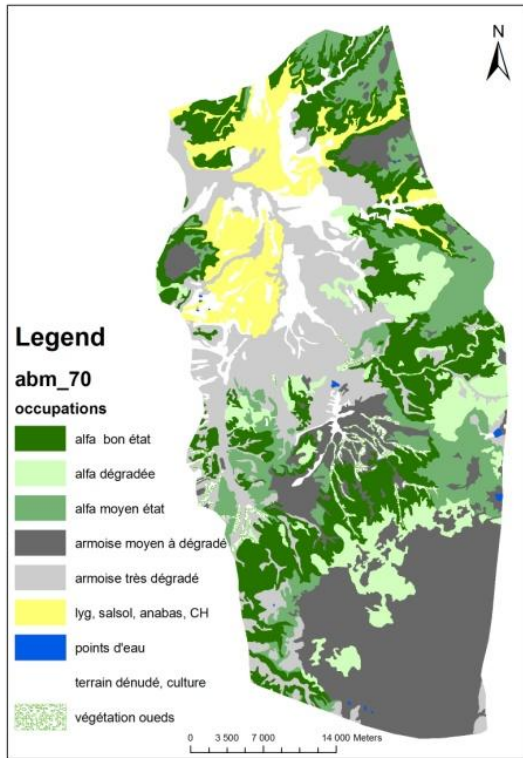 N
Legend
abm_70
occupations
alfa bon état
alfa dégradée
alfa moyen état
armoise moyen à dégradé
armoise très dégradé
lyg, salsol, anabas, CH
points d'eau
terrain dénudé, culture
végétation oueds
0 3 500 7 000 14 000 Meters